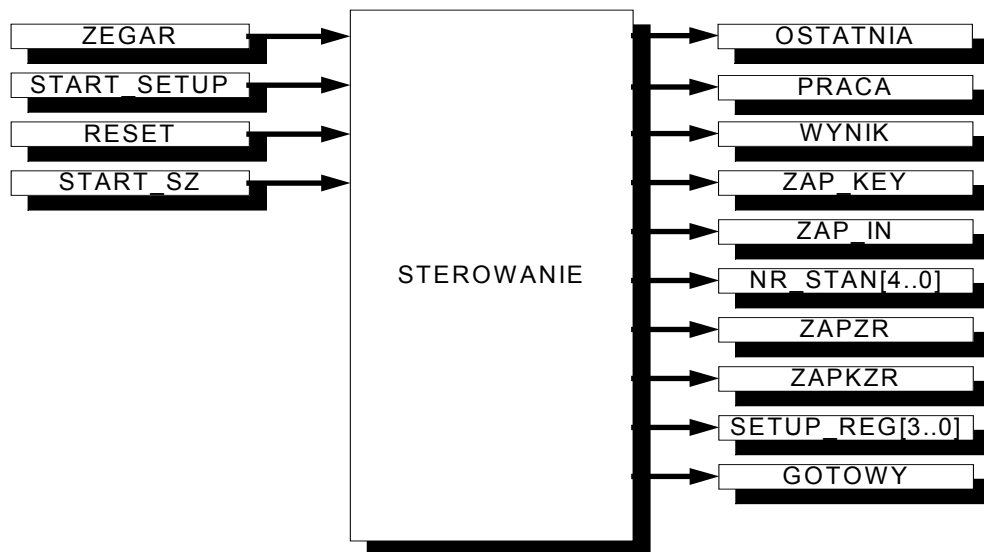 ZEGAR
START_SETUP
RESET
START_SZ
STEROWANIE
OSTATNIA
PRACA
WYNIK
ZAP_KEY
ZAP_IN
NR_STAN[4..0]
ZAPZR
ZAPKZR
SETUP_REG[3..0]
GOTOWY